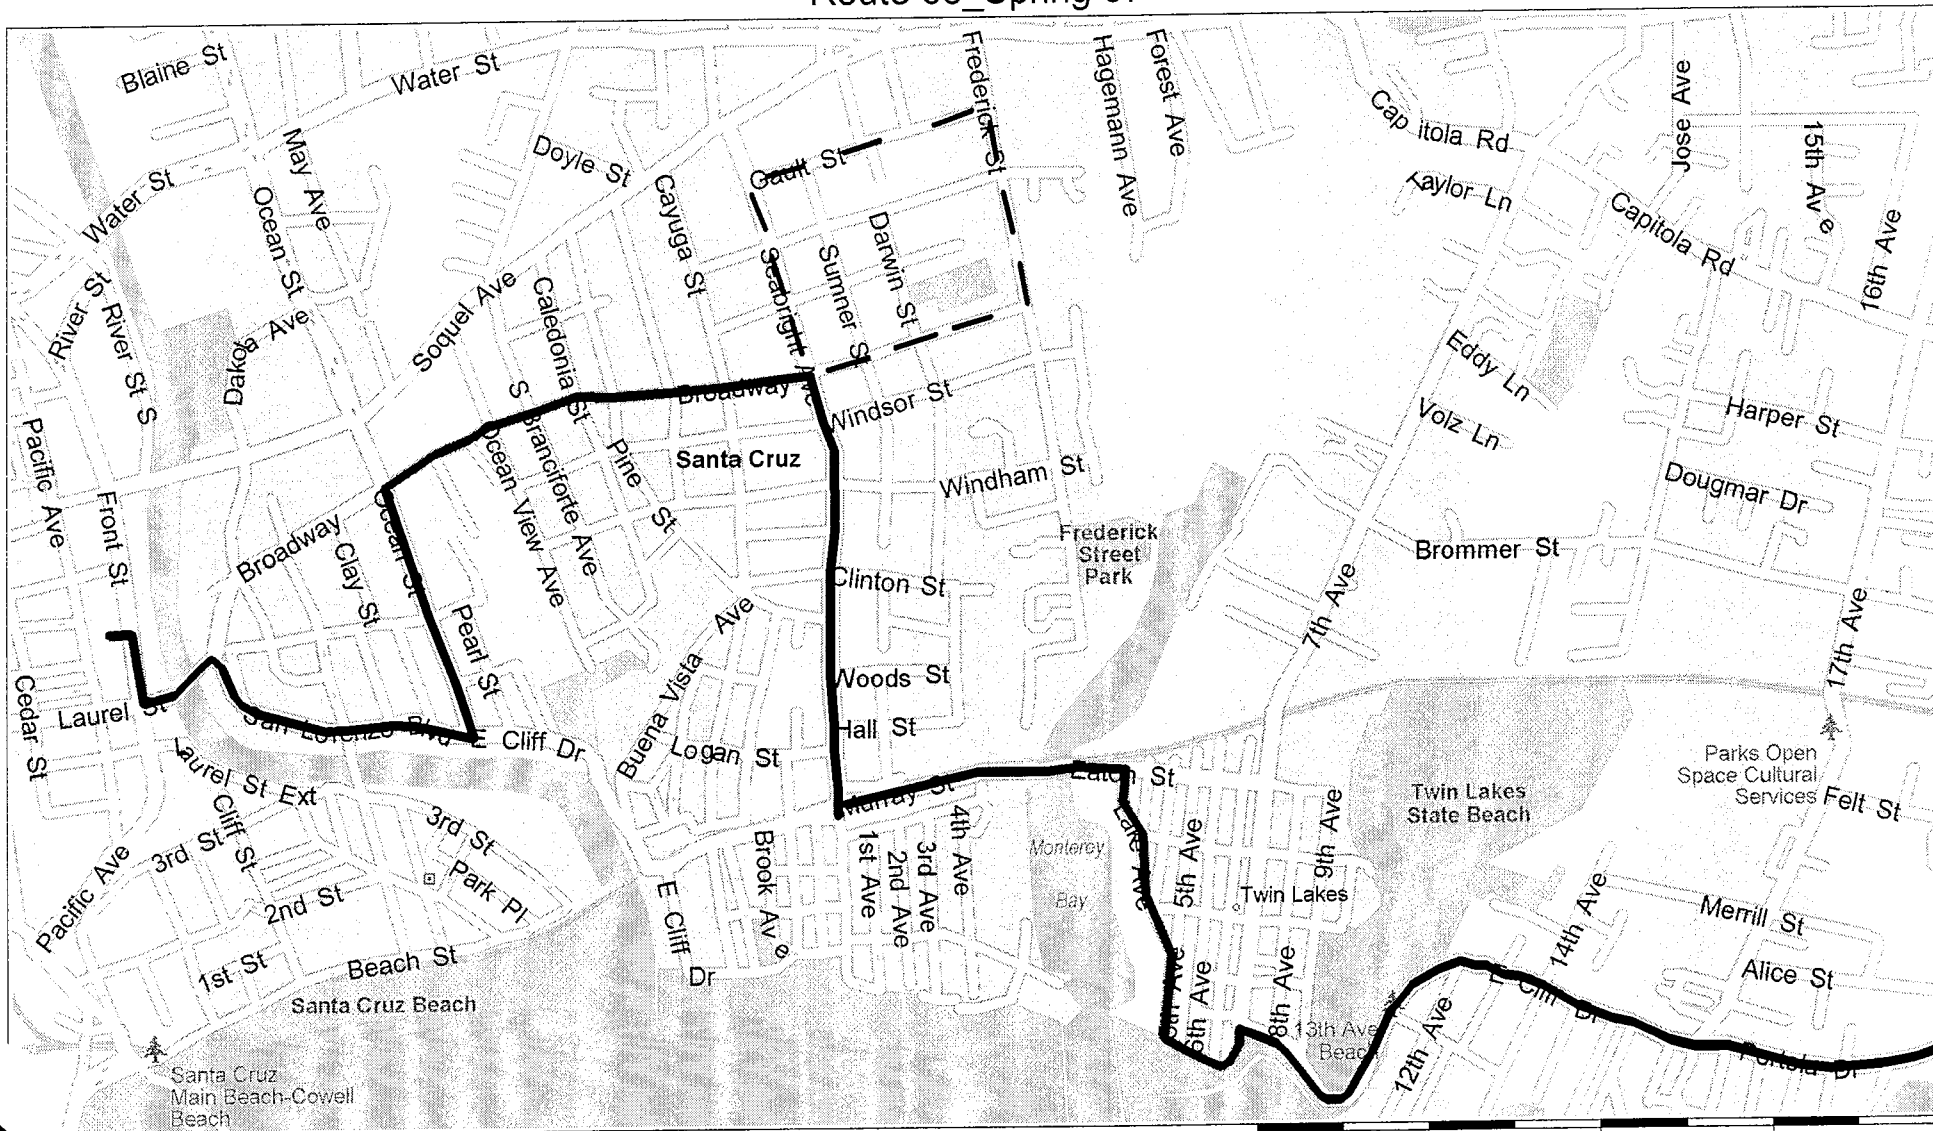 Blaine St
Water St
Frederick St
Hagemann Ave
Forest Ave
Capitola Rd
Jose Ave
15th Ave
May Ave
Doyle St
Gault St
Taylor Ln
Water St
Ocean St
Cayuga St
Darwin St
Capitola Rd
16th Ave
River St
River St S
Dakota Ave
Soquel Ave
Caledonia St
Seabright Ave
Sumner St
Eddy Ln
Broadway
Windsor St
Volz Ln
Harper St
Pacific Ave
Front St
Ocean View Ave
S Branciforte Ave
Pine St
Santa Cruz
Windham St
Dougmar Dr
Broadway
Clay St
Ocean St
Frederick
Street
Park
Brommer St
Clinton St
7th Ave
17th Ave
Pearl St
Buena Vista Ave
Woods St
Cedar St
Laurel St
San Lorenzo Blvd
Cliff Dr
Logan St
Hall St
Laurel St Ext
Murray St
Eaton St
Parks Open
Space Cultural
Services
Twin Lakes
State Beach
Felt St
3rd St
Cliff St
3rd St
Park Pl
Pacific Ave
2nd St
1st St
Beach St
E Cliff Dr
Brook Ave
1st Ave
2nd Ave
3rd Ave
4th Ave
Monterey
Bay
Lake Ave
5th Ave
9th Ave
Twin Lakes
14th Ave
Merrill St
Alice St
Santa Cruz Beach
5th Ave
6th Ave
8th Ave
13th Ave
Beach
12th Ave
E Cliff Dr
Portola Dr
Santa Cruz
Main Beach-Cowell
Beach